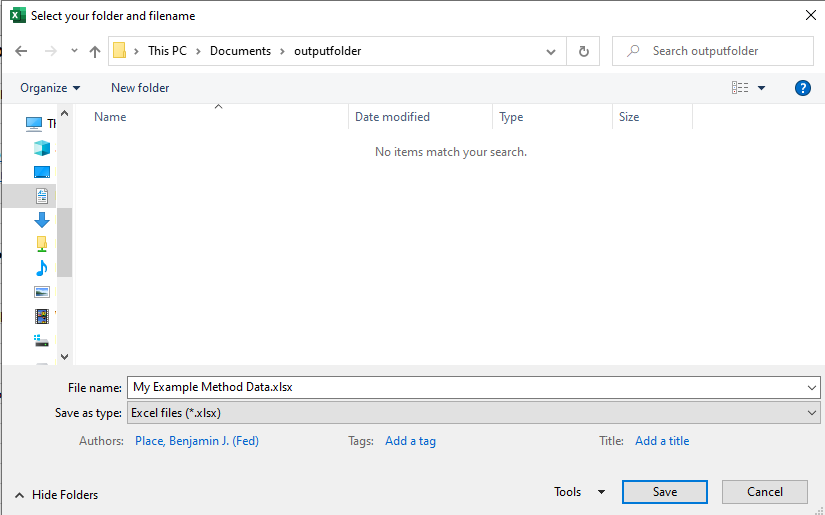 Select your folder and filename
This PC > Documents > outputfolder
Search outputfolder
Organize
New folder
Name
Date modified
Type
Size
No items match your search.
File name: My Example Method Data.xlsx
Save as type: Excel files (*.xlsx)
Authors: Place, Benjamin J. (Fed)
Tags: Add a tag
Title: Add a title
Hide Folders
Tools
Save
Cancel